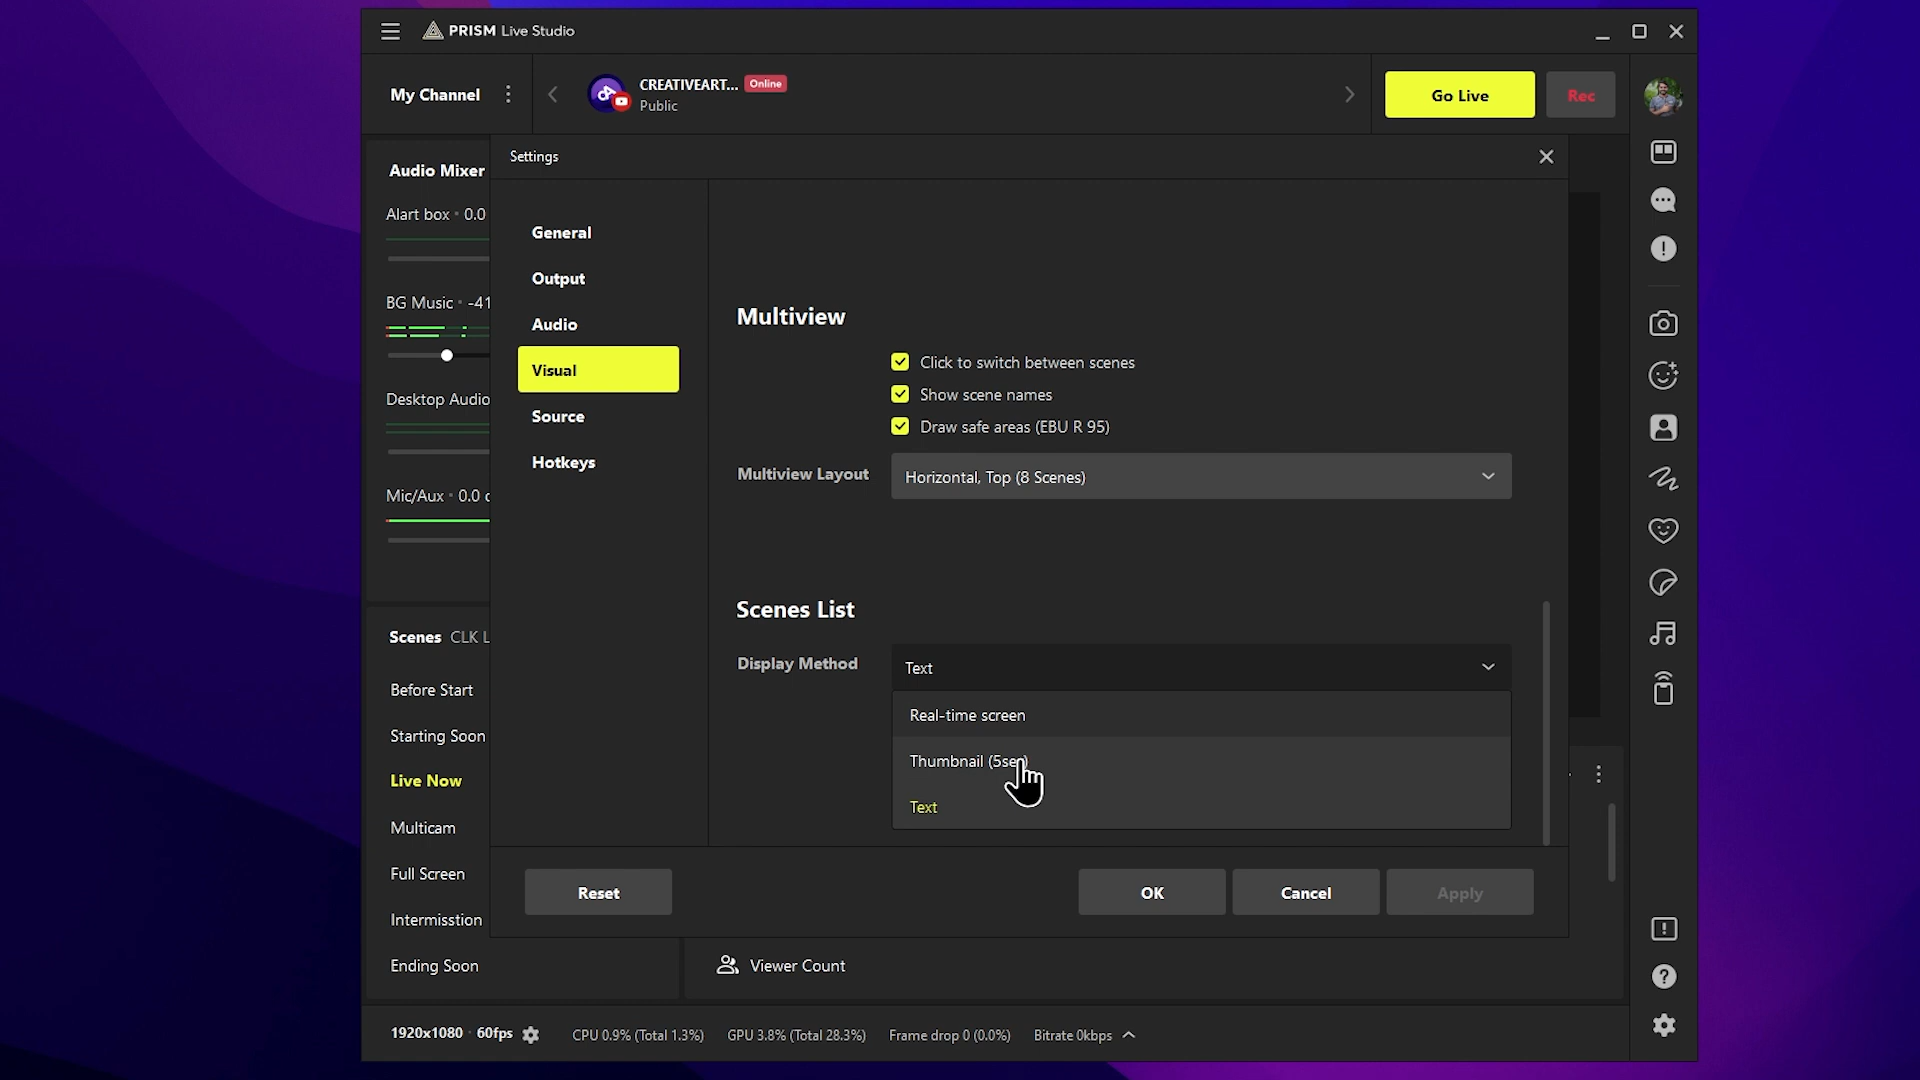 PRISM Live Studio
My Channel
CREATIVEART... Online
Public
Go Live
Rec
Settings
Audio Mixer
Alart box • 0.0
BG Music • -41
Desktop Audio
Mic/Aux • 0.0
General
Output
Audio
Visual
Source
Hotkeys
Multiview
Click to switch between scenes
Show scene names
Draw safe areas (EBU R 95)
Multiview Layout
Horizontal, Top (8 Scenes)
Scenes List
Display Method
Text
Real-time screen
Thumbnail (5sec)
Text
Scenes CLK L
Before Start
Starting Soon
Live Now
Multicam
Full Screen
Intermisstion
Ending Soon
Reset
OK
Cancel
Apply
Viewer Count
1920x1080 · 60fps
CPU 0.9% (Total 1.3%)
GPU 3.8% (Total 28.3%)
Frame drop 0 (0.0%)
Bitrate 0kbps